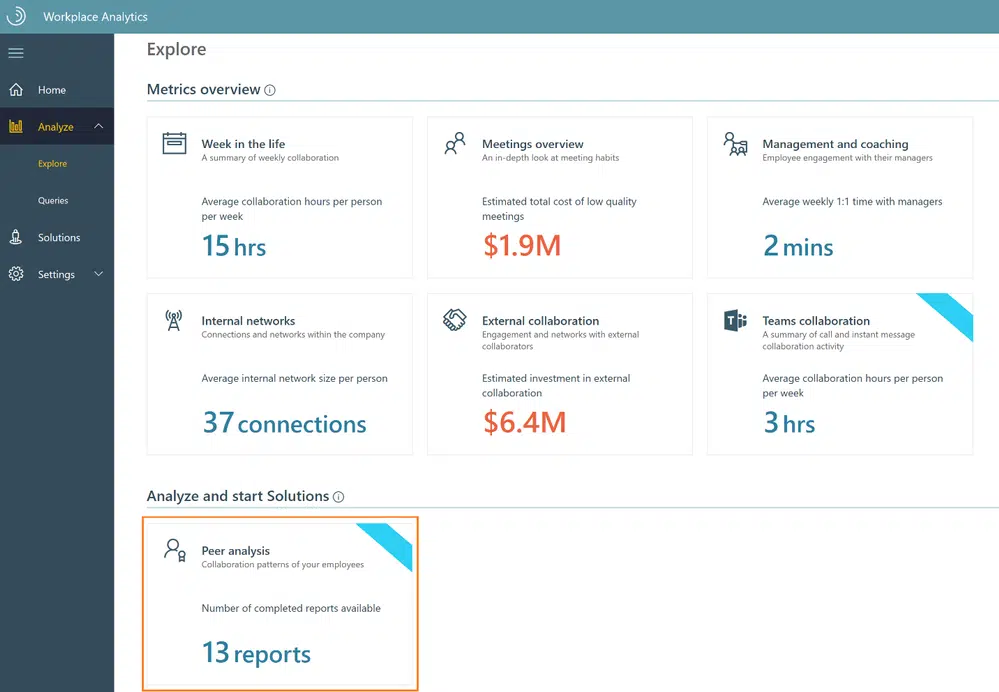 Workplace Analytics
Home
Analyze
Explore
Queries
Solutions
Settings
Explore
Metrics overview
Week in the life
A summary of weekly collaboration
Average collaboration hours per person
per week
15 hrs
Meetings overview
An in-depth look at meeting habits
Estimated total cost of low quality
meetings
$1.9M
Management and coaching
Employee engagement with their managers
Average weekly 1:1 time with managers
2 mins
Internal networks
Connections and networks within the company
Average internal network size per person
37 connections
External collaboration
Engagement and networks with external
collaborators
Estimated investment in external
collaboration
$6.4M
Teams collaboration
A summary of call and instant message
collaboration activity
Average collaboration hours per person
per week
3 hrs
Analyze and start Solutions
Peer analysis
Collaboration patterns of your employees
Number of completed reports available
13 reports